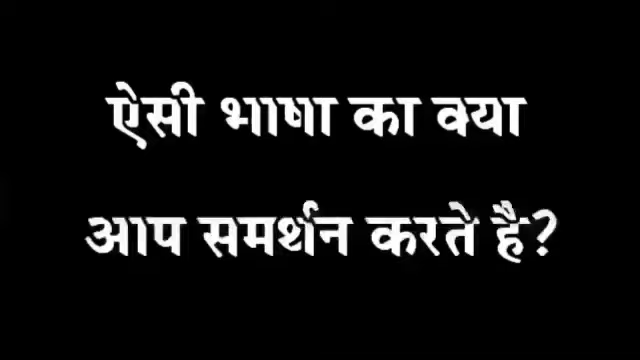 ऐसी भाषा का क्या
आप समर्थन करते है?